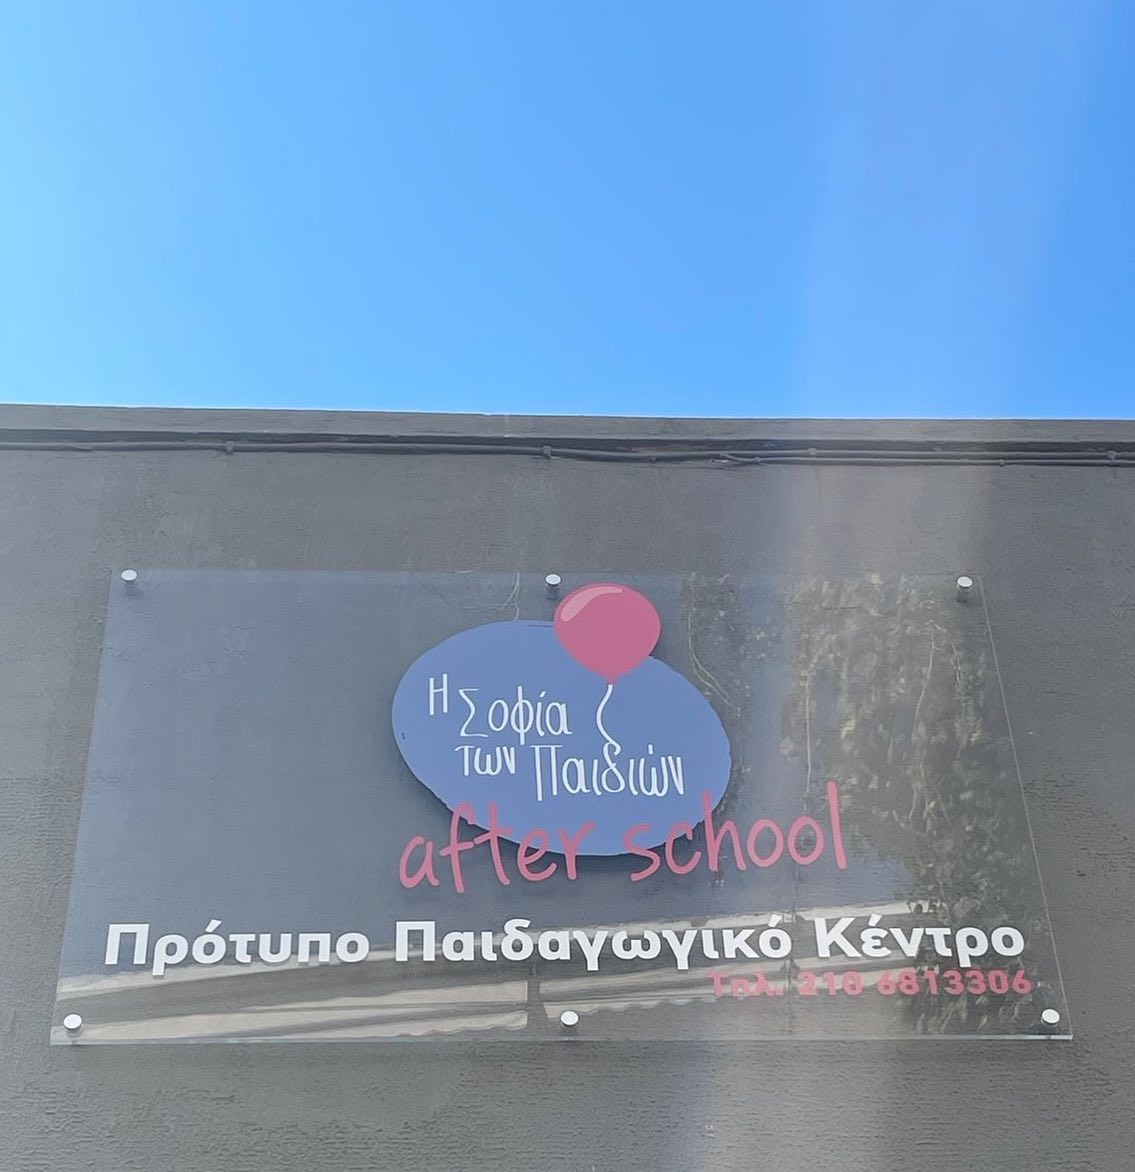 Η Σοφία
των Παιδιών
after school
Πρότυπο Παιδαγωγικό Κέντρο
Τηλ. 210 6813306